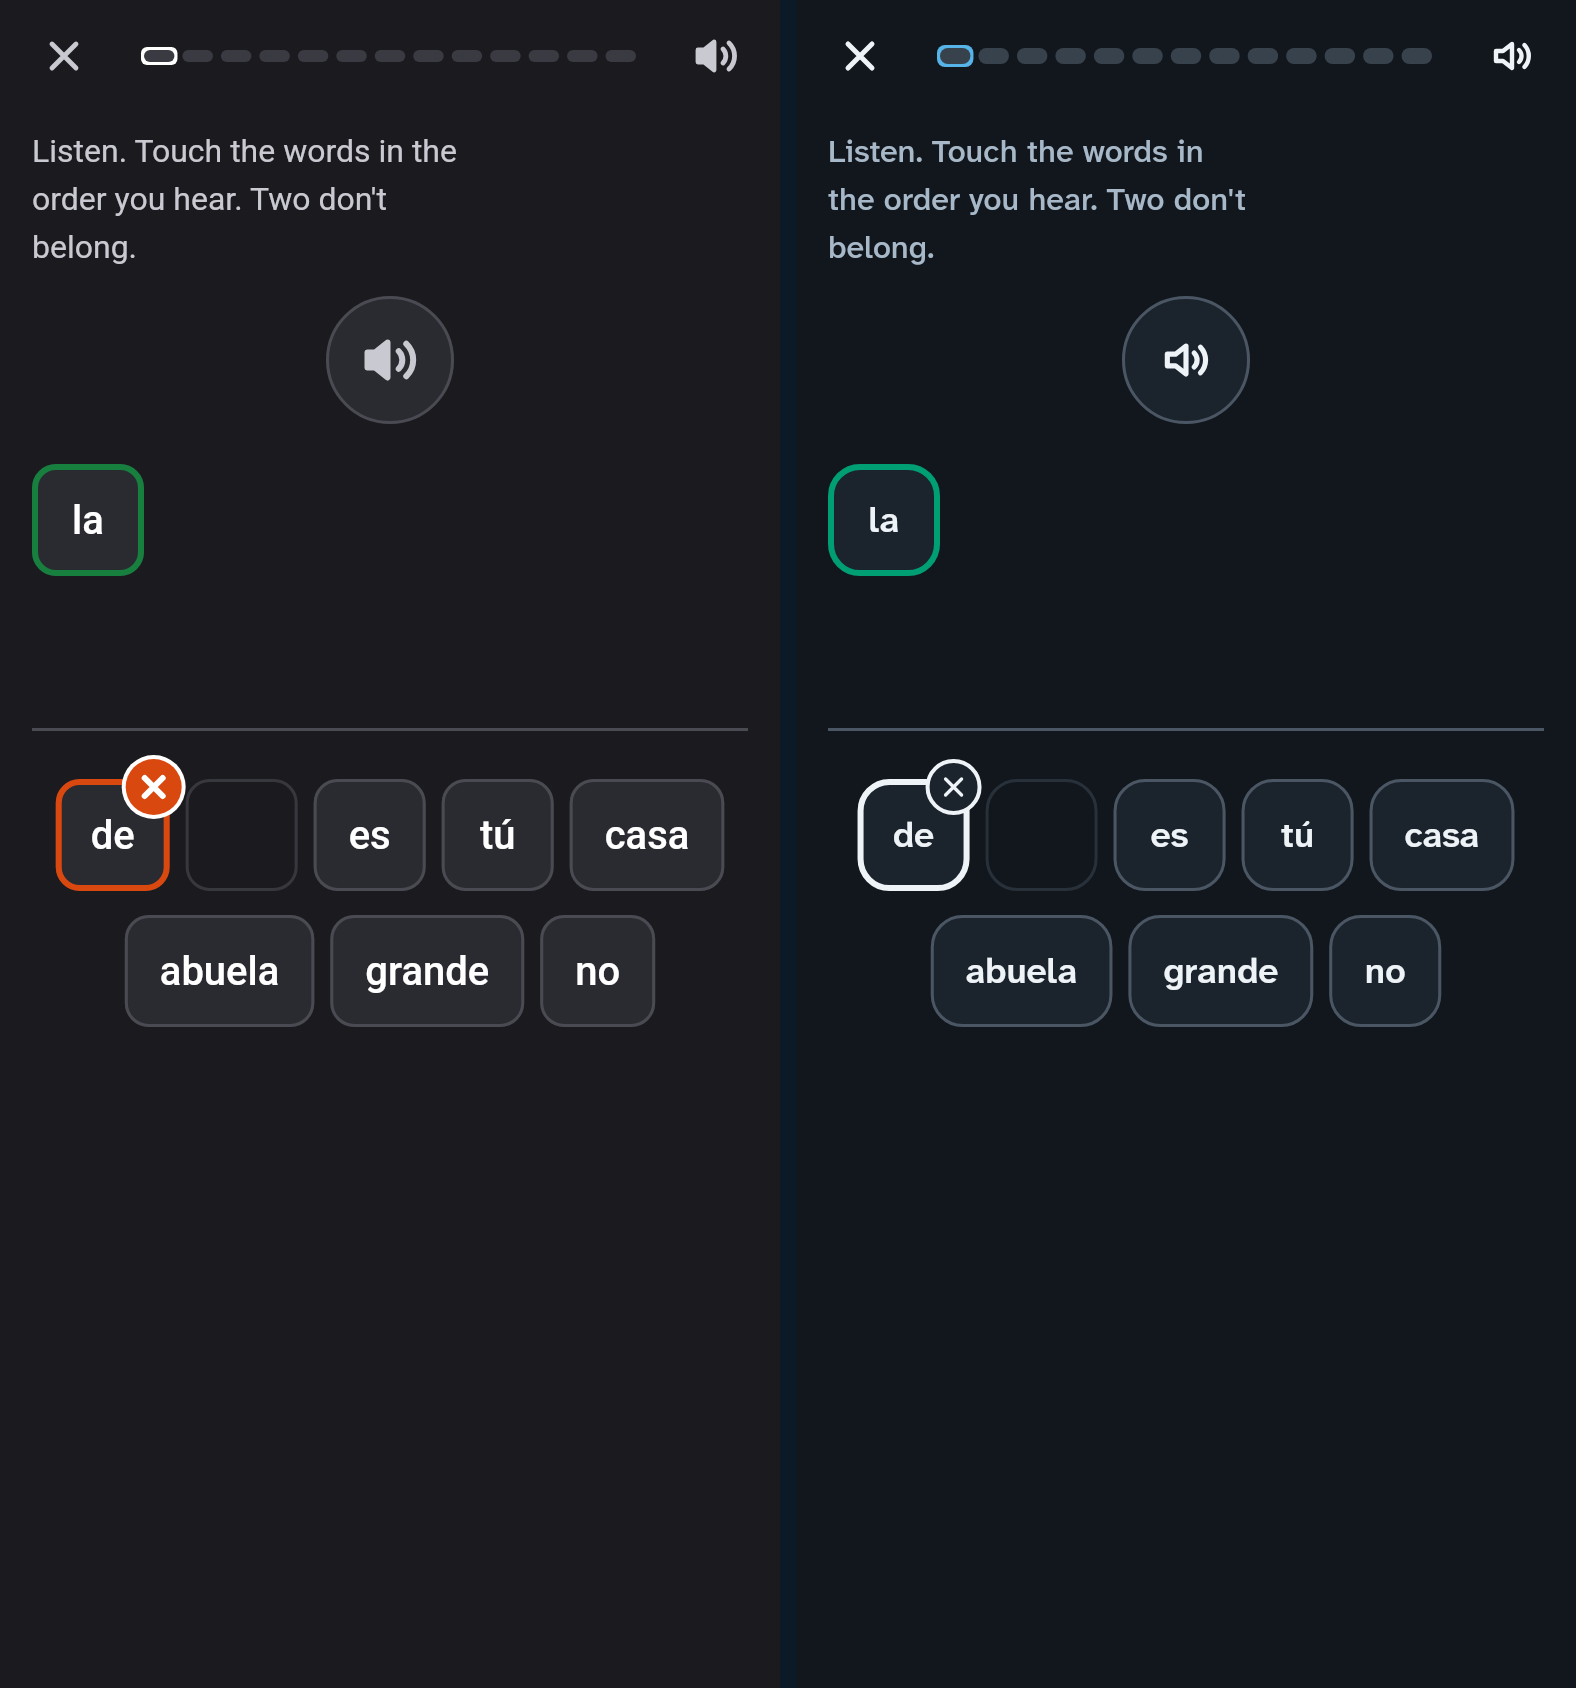 Listen. Touch the words in the
order you hear. Two don't
belong.
la
de es tú casa
abuela grande no
Listen. Touch the words in
the order you hear. Two don't
belong.
la
de es tú casa
abuela grande no